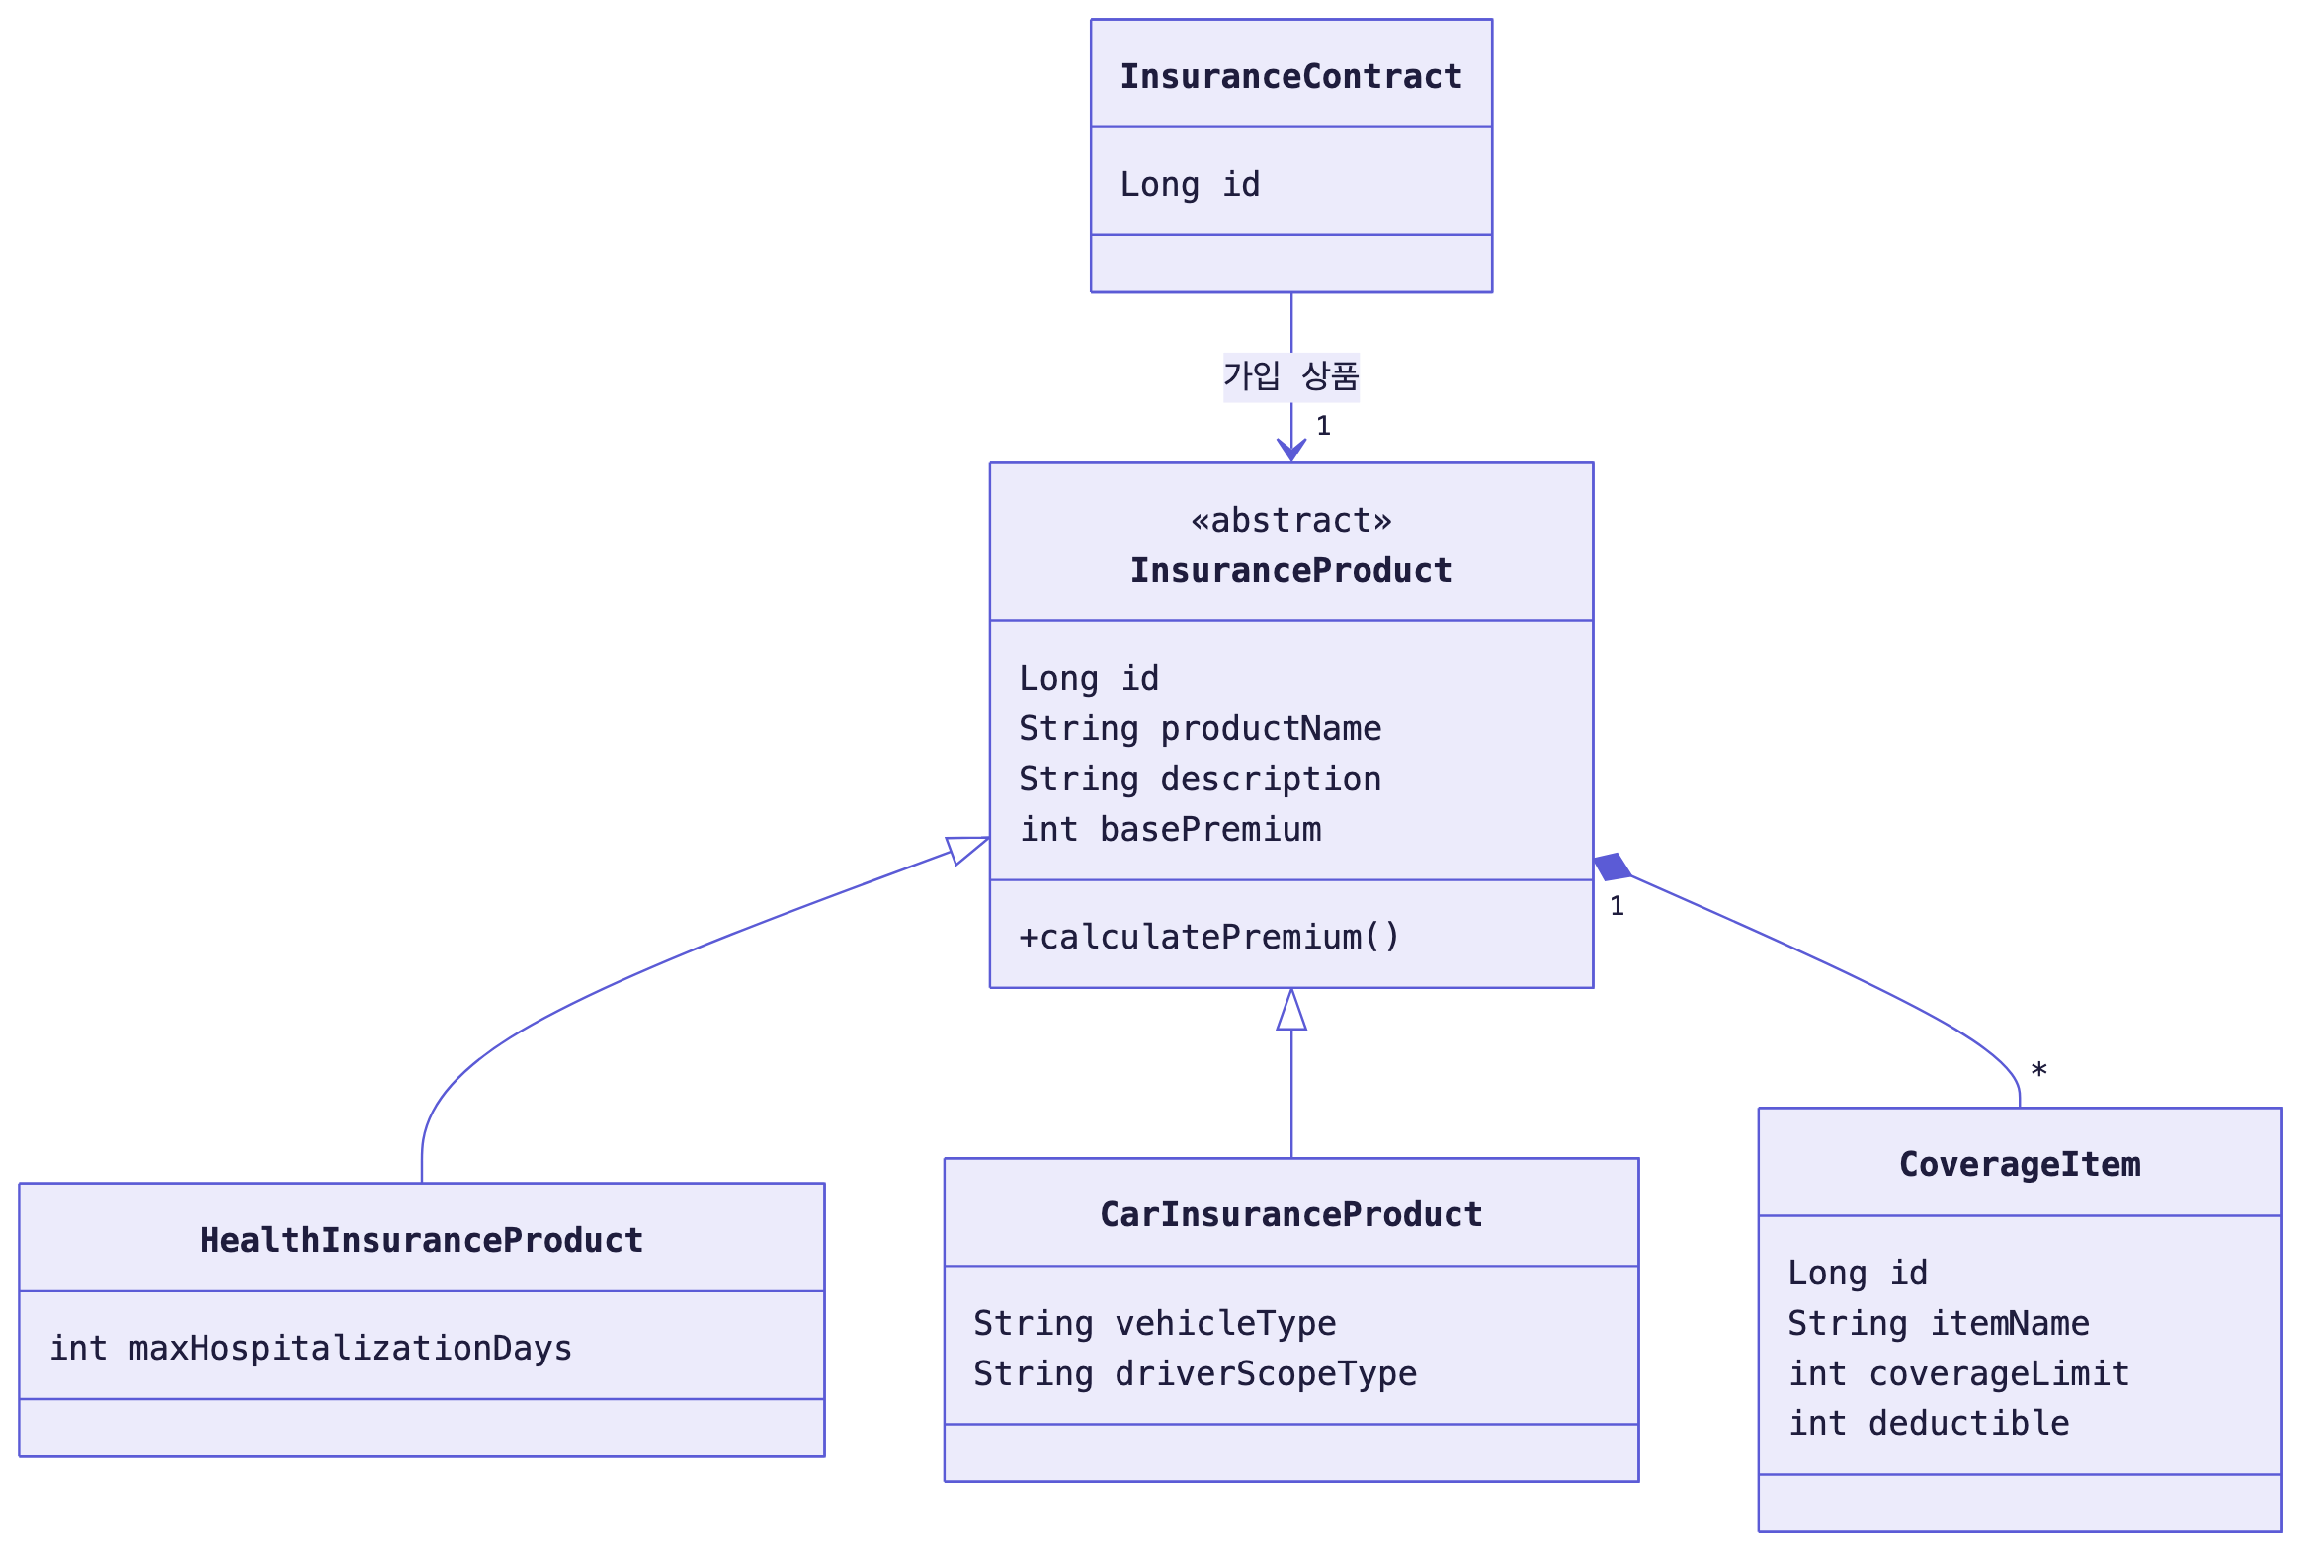 InsuranceContract
Long id
가입 상품
1
«abstract»
InsuranceProduct
Long id
String productName
String description
int basePremium
+calculatePremium()
1
*
HealthInsuranceProduct
int maxHospitalizationDays
CarInsuranceProduct
String vehicleType
String driverScopeType
CoverageItem
Long id
String itemName
int coverageLimit
int deductible